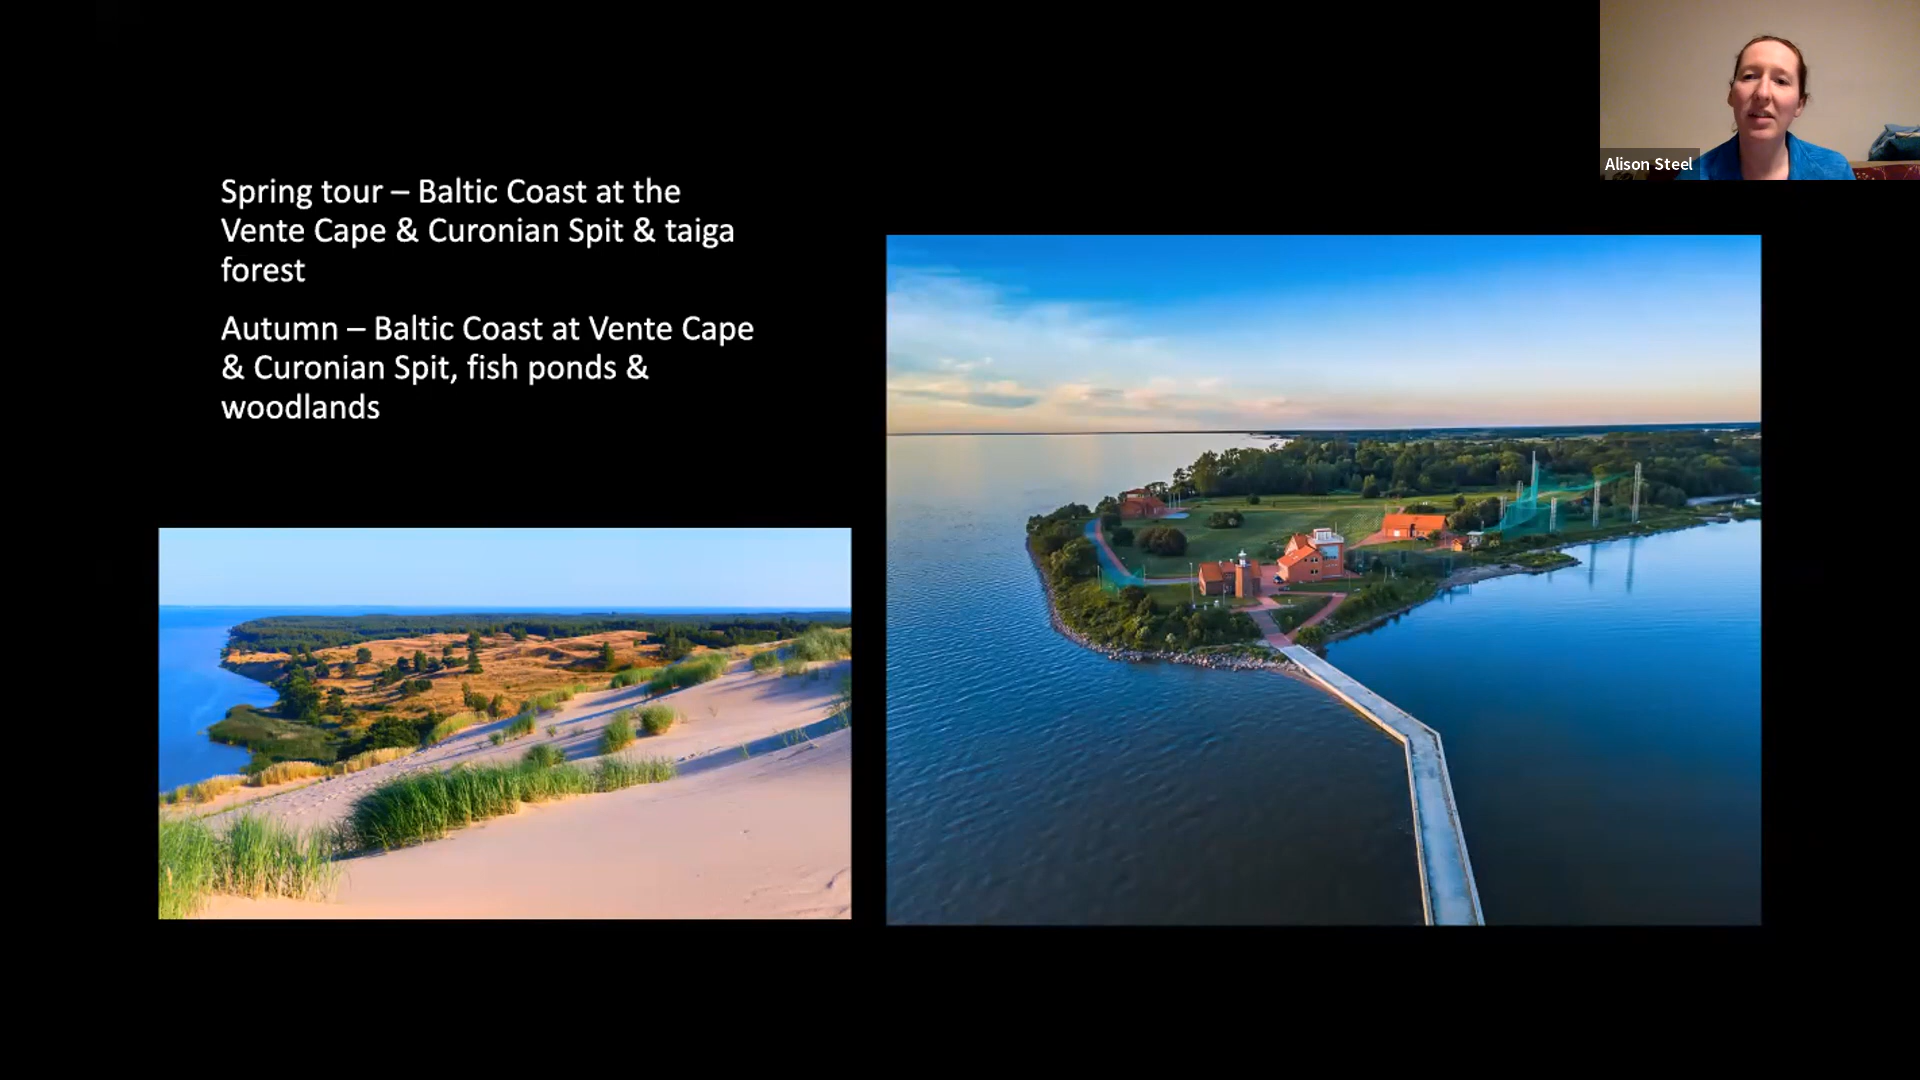 Spring tour – Baltic Coast at the
Vente Cape & Curonian Spit & taiga
forest
Autumn – Baltic Coast at Vente Cape
& Curonian Spit, fish ponds &
woodlands
Alison Steel